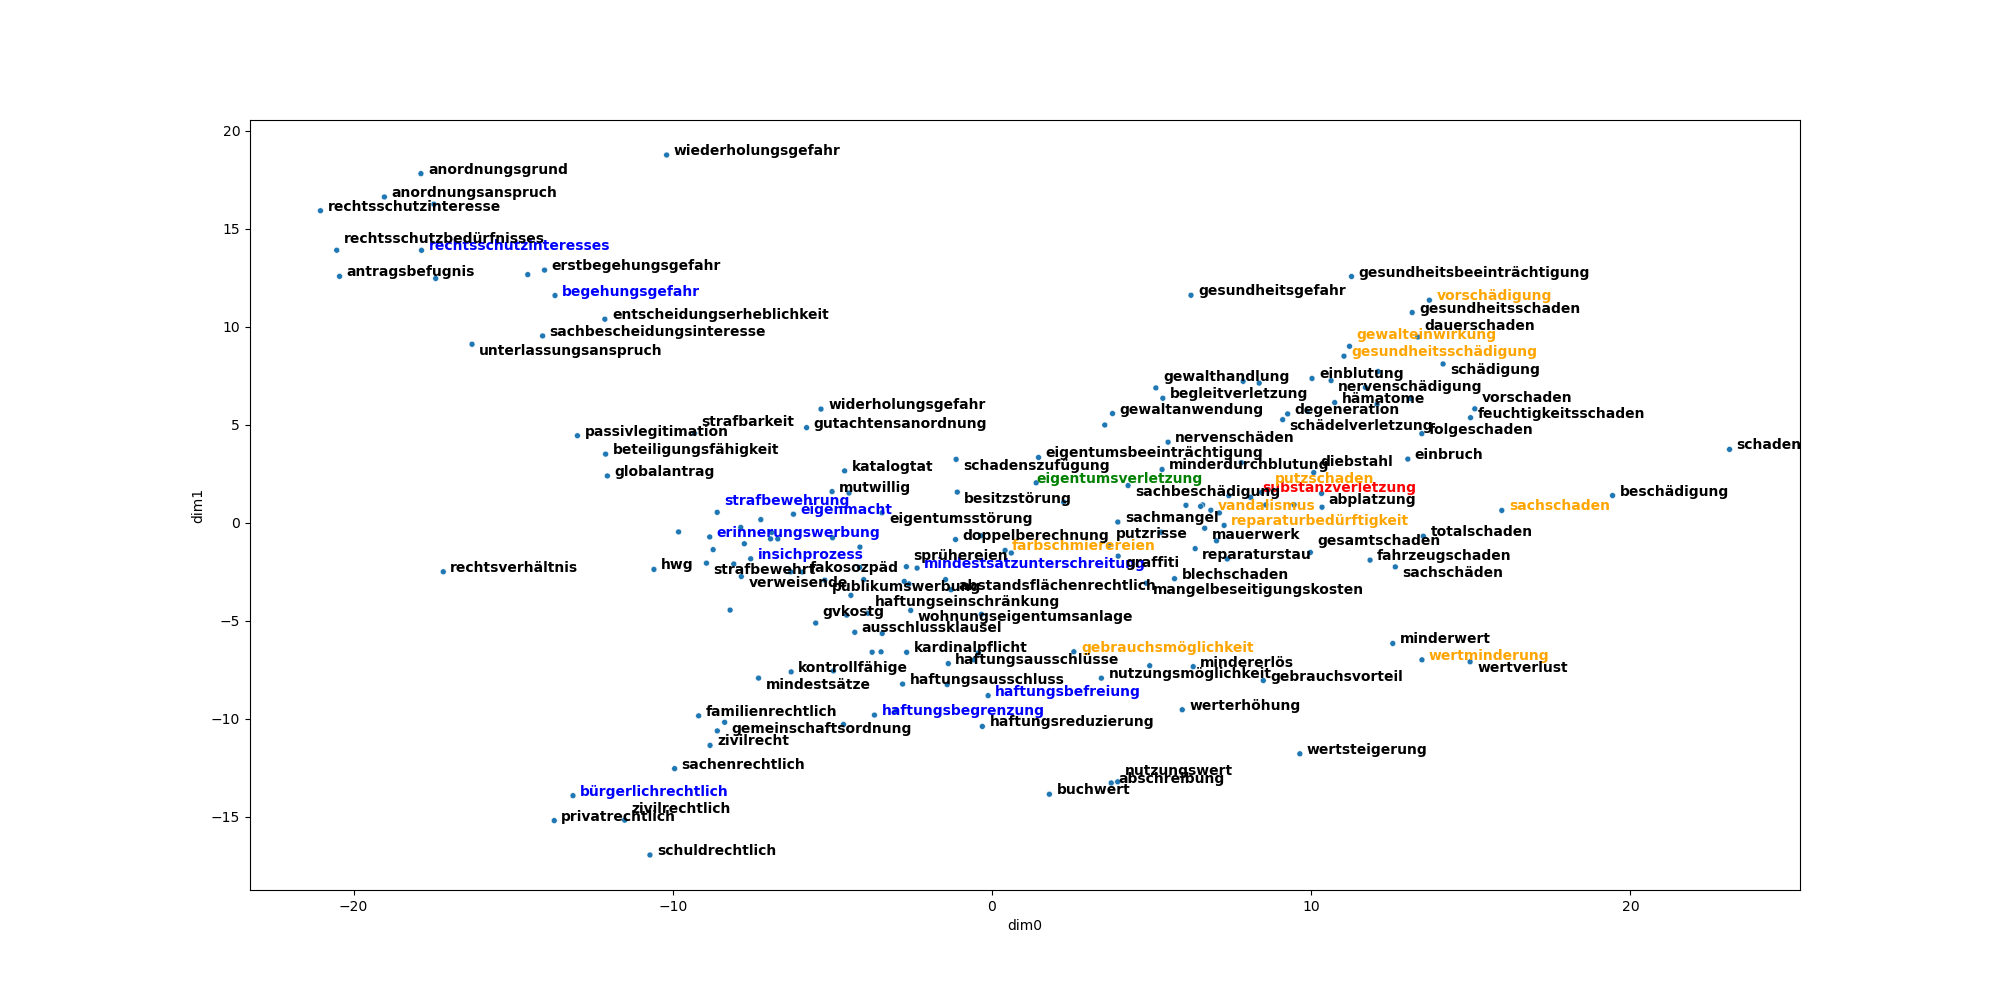 20
wiederholungsgefahr
anordnungsgrund
anordnungsanspruch
rechtsschutzinteresse
15
rechtsschutzbedürfnisses
rechtsschutzinteresses
erstbegehungsgefahr
antragsbefugnis
gesundheitsbeeinträchtigung
begehungsgefahr
gesundheitsgefahr
vorschädigung
gesundheitsschaden
entscheidungserheblichkeit
10
dauerschaden
sachbescheidungsinteresse
gewalteinwirkung
unterlassungsanspruch
gesundheitsschädigung
schädigung
einblutung
gewalthandlung
nervenschädigung
begleitverletzung
hämatome
vorschaden
widerholungsgefahr
gewaltanwendung
degeneration
feuchtigkeitsschaden
5
strafbarkeit
gutachtensanordnung
schädelverletzung
folgeschaden
passivlegitimation
nervenschäden
schaden
beteiligungsfähigkeit
eigentumsbeeinträchtigung
einbruch
diebstahl
katalogtat
schadenszufügung
minderdurchblutung
globalantrag
eigentumsverletzung
putzschaden
mutwillig
substanzverletzung
sachbeschädigung
beschädigung
strafbewehrung
besitzstörung
abplatzung
eigenmacht
vandalismus
sachschaden
0
eigentumsstörung
sachmangel
reparaturbedürftigkeit
erinnerungswerbung
doppelberechnung
putzrisse
mauerwerk
totalschaden
farbschmierereien
gesamtschaden
insichprozess
sprühereien
reparaturstau
fahrzeugschaden
rechtsverhältnis
hwg
strafbewehrt
fakosozpäd
mindestsatzunterschreitung
graffiti
blechschaden
sachschäden
verweisende
publikumswerbung
abstandsflächenrechtlich
mangelbeseitigungskosten
haftungseinschränkung
−5
gvkostg
wohnungseigentumsanlage
ausschlussklausel
minderwert
kardinalpflicht
gebrauchsmöglichkeit
wertminderung
kontrollfähige
haftungsausschlüsse
mindererlös
wertverlust
mindestsätze
haftungsausschluss
nutzungsmöglichkeit
gebrauchsvorteil
haftungsbefreiung
familienrechtlich
haftungsbegrenzung
werterhöhung
−10
gemeinschaftsordnung
haftungsreduzierung
zivilrecht
wertsteigerung
sachenrechtlich
nutzungswert
abschreibung
bürgerlichrechtlich
buchwert
zivilrechtlich
−15
privatrechtlich
schuldrechtlich
dim1
−20
−10
0
10
20
dim0